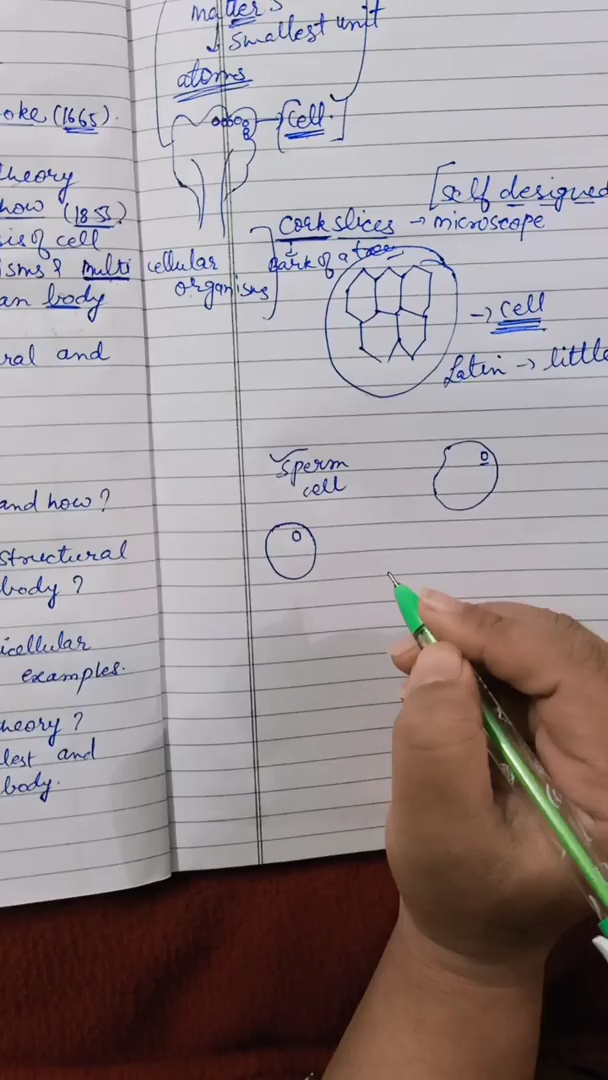 matter :
↓ smallest unit
atoms
[cell.]
oke (1665).
heory
how (1855)
sis of cell
isms & multi cellular
organisms
an body
ral and
[self designed
cork slices → microscope
Bark of a tree
→ cell
Latin → little
sperm
cell
and how?
structural
body?
icellular
examples.
heory?
lest and
body.